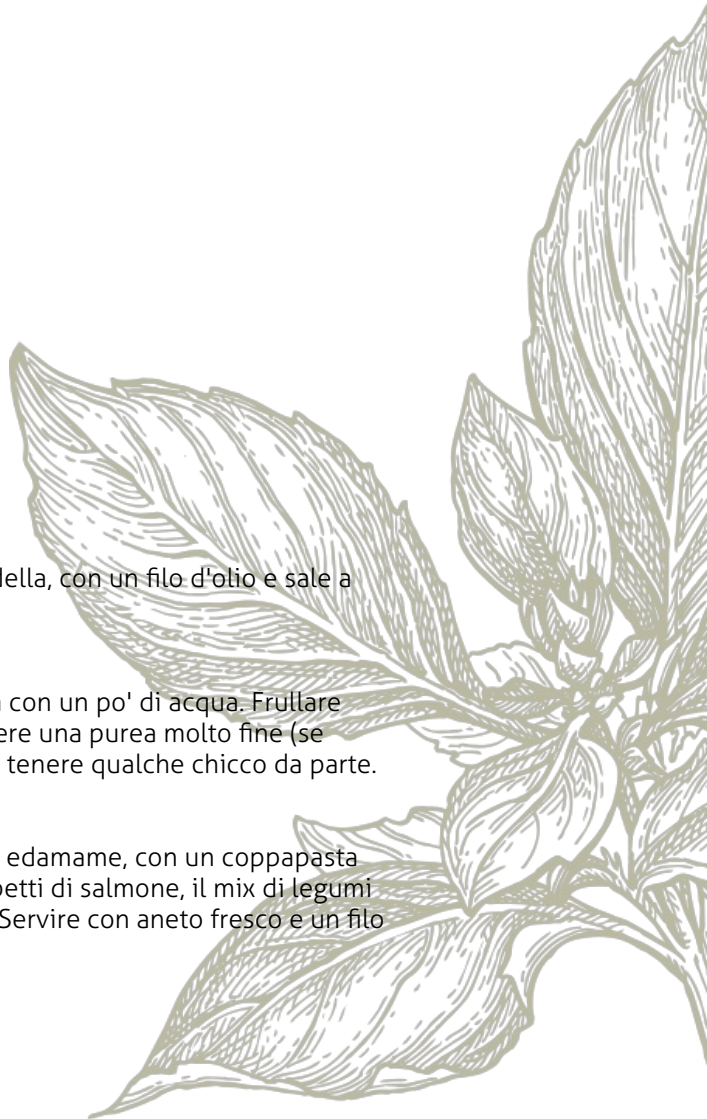 della, con un filo d'olio e sale a
con un po' di acqua. Frullare
ere una purea molto fine (se
tenere qualche chicco da parte.
edamame, con un coppapasta
petti di salmone, il mix di legumi
Servire con aneto fresco e un filo